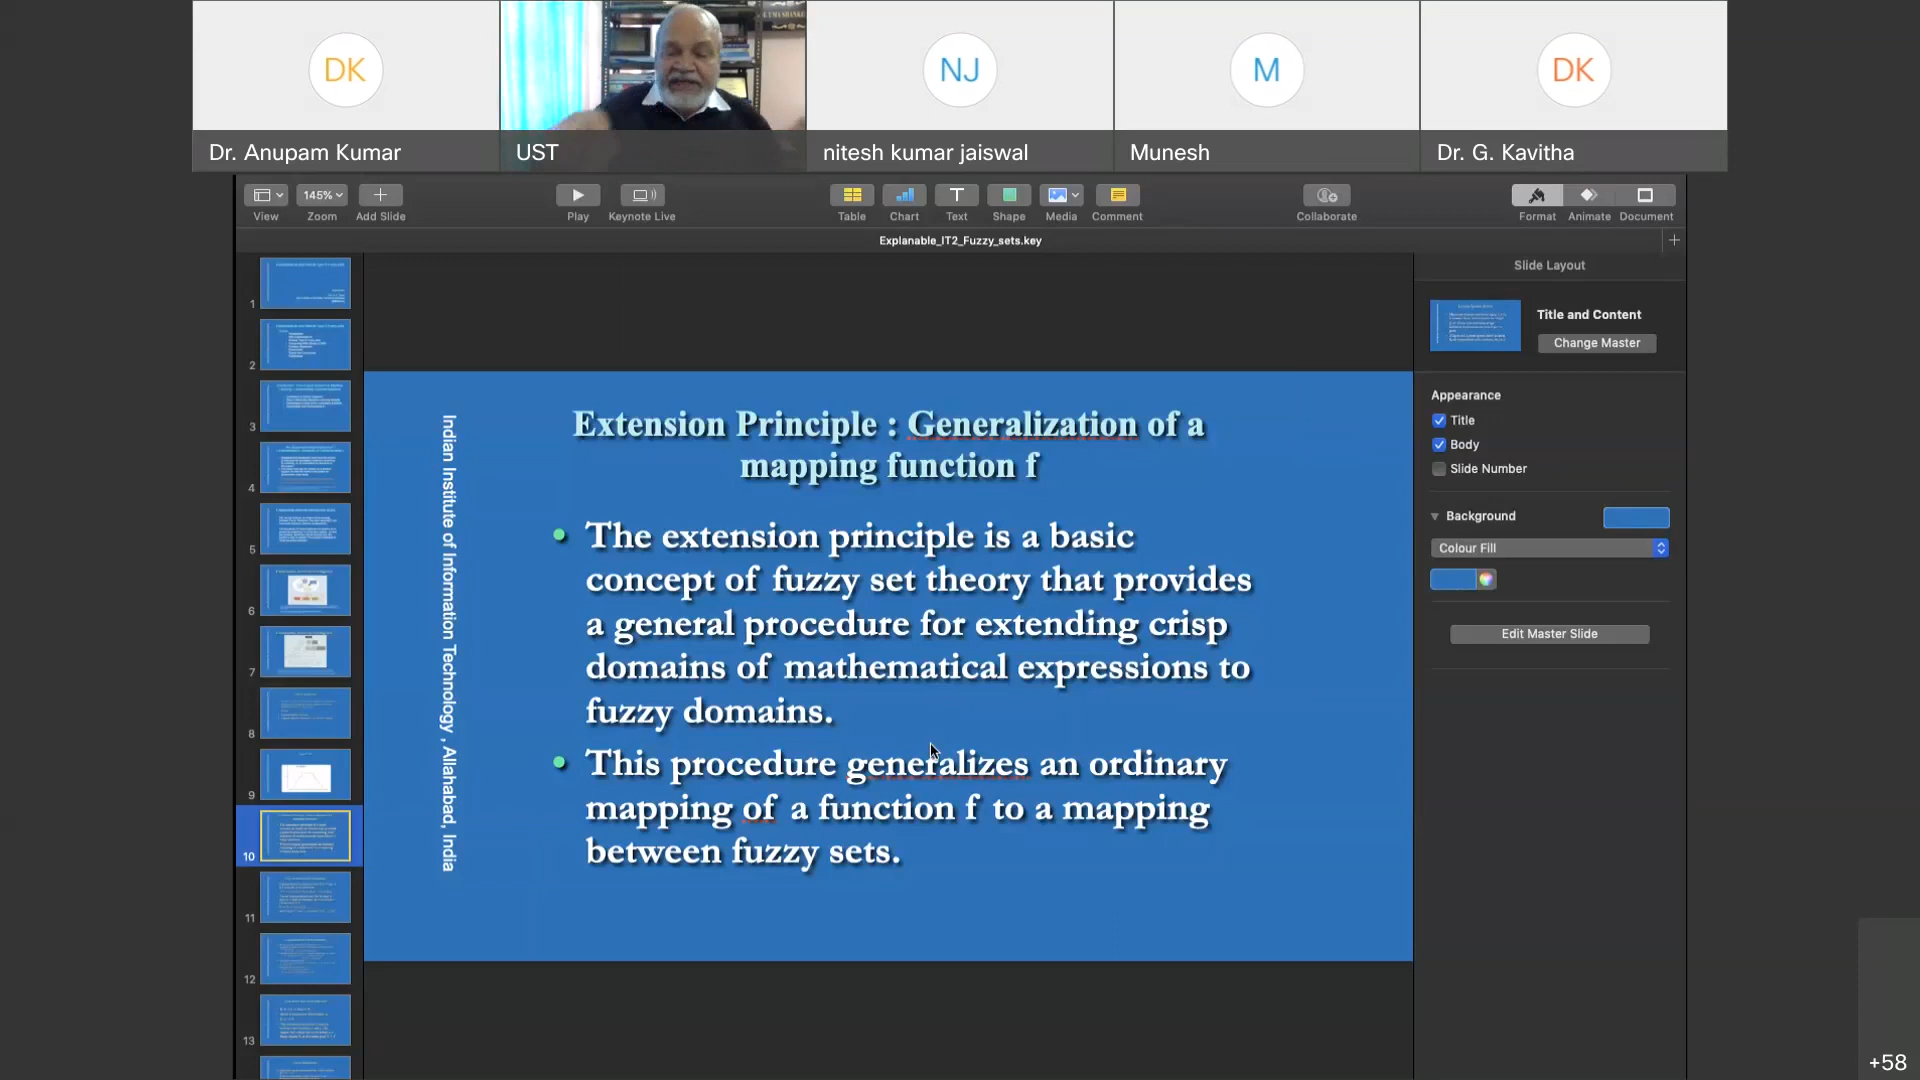 DK
NJ
M
DK
Dr. Anupam Kumar
UST
nitesh kumar jaiswal
Munesh
Dr. G. Kavitha
145%
View
Zoom
Add Slide
Play
Keynote Live
Table
Chart
Text
Shape
Media
Comment
Collaborate
Format
Animate
Document
Explanable_IT2_Fuzzy_sets.key
1
2
3
4
5
6
7
8
9
10
11
12
13
Indian Institute of Information Technology , Allahabad, India
Extension Principle : Generalization of a
mapping function f
• The extension principle is a basic
concept of fuzzy set theory that provides
a general procedure for extending crisp
domains of mathematical expressions to
fuzzy domains.
• This procedure generalizes an ordinary
mapping of a function f to a mapping
between fuzzy sets.
Slide Layout
Title and Content
Change Master
Appearance
Title
Body
Slide Number
Background
Colour Fill
Edit Master Slide
+58